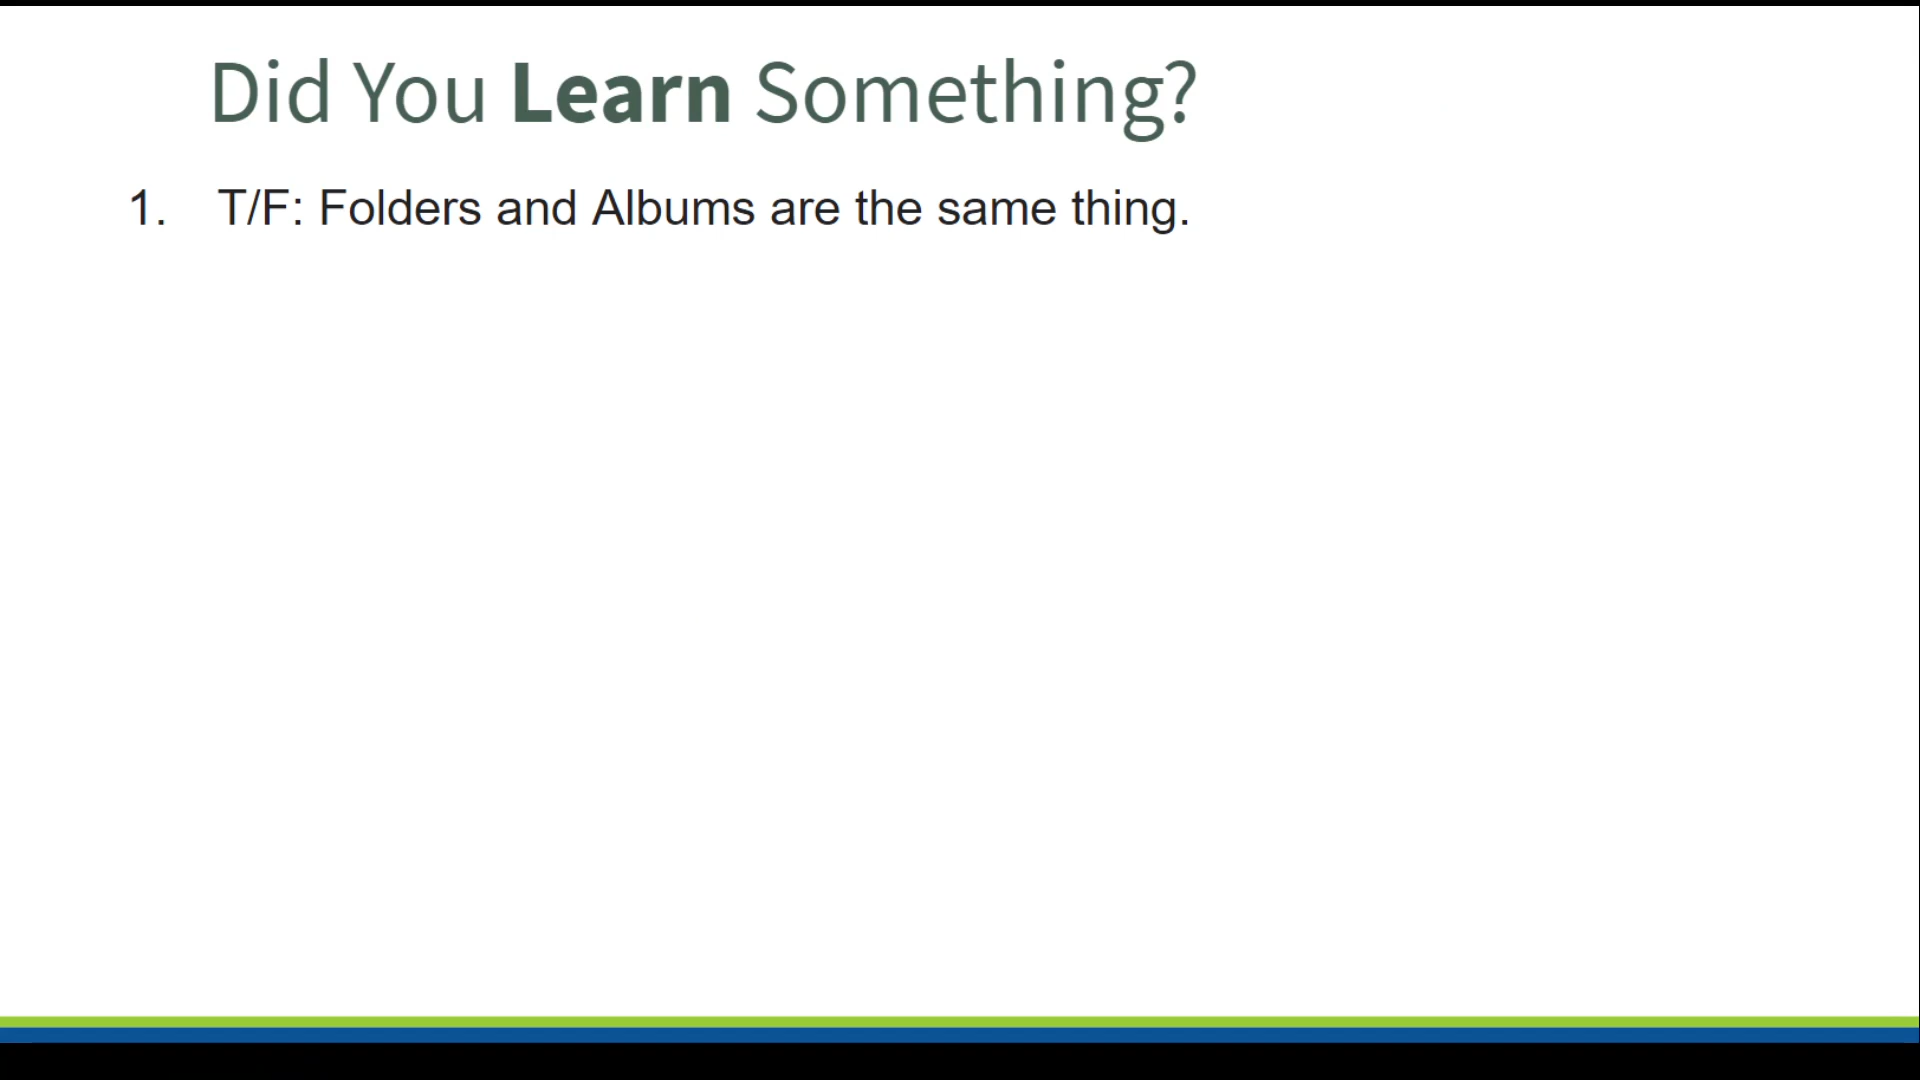 Did You Learn Something?
1. T/F: Folders and Albums are the same thing.